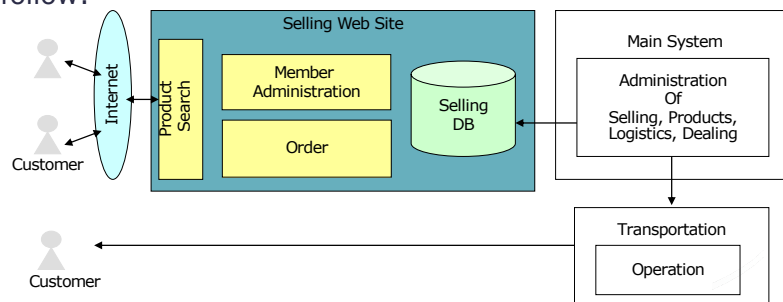 follow:
Selling Web Site
Internet
Product
Search
Member
Administration
Order
Selling
DB
Main System
Administration
Of
Selling, Products,
Logistics, Dealing
Customer
Transportation
Operation
Customer